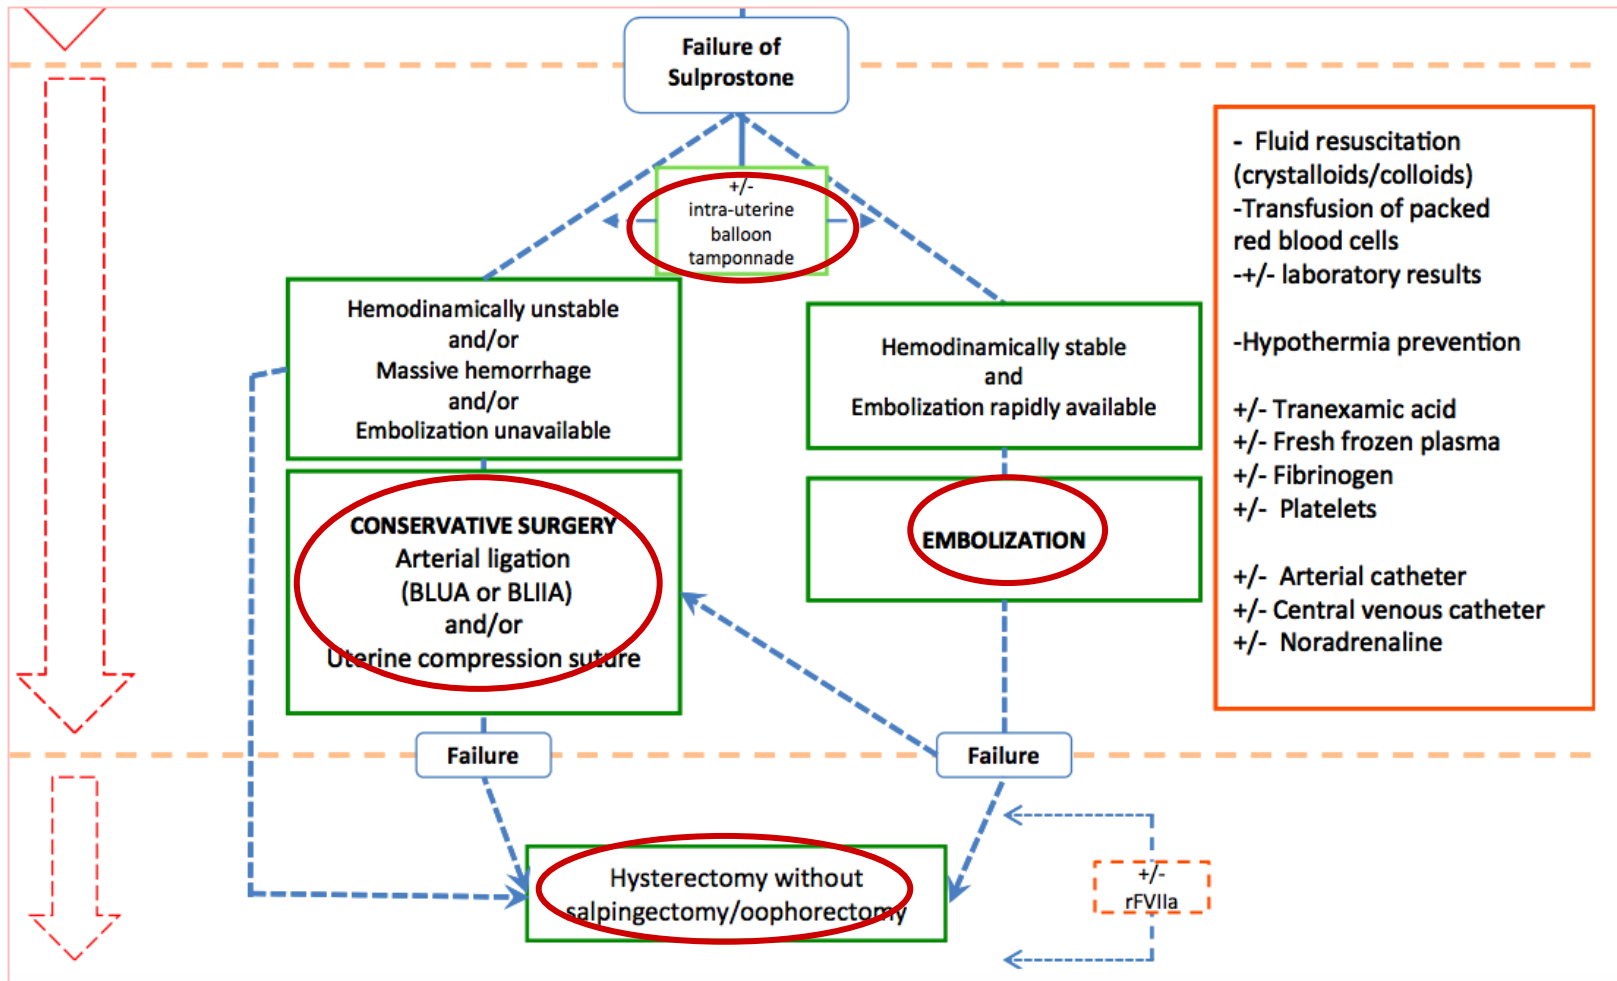 Failure of
Sulprostone
+/-
intra-uterine
balloon
tamponnade
Hemodinamically unstable
and/or
Massive hemorrhage
and/or
Embolization unavailable
Hemodinamically stable
and
Embolization rapidly available
CONSERVATIVE SURGERY
Arterial ligation
(BLUA or BLIIA)
and/or
Uterine compression suture
EMBOLIZATION
- Fluid resuscitation
(crystalloids/colloids)
-Transfusion of packed
red blood cells
-+/- laboratory results
-Hypothermia prevention
+/- Tranexamic acid
+/- Fresh frozen plasma
+/- Fibrinogen
+/- Platelets
+/- Arterial catheter
+/- Central venous catheter
+/- Noradrenaline
Failure
Failure
Hysterectomy without
salpingectomy/oophorectomy
+/-
rFVIIa